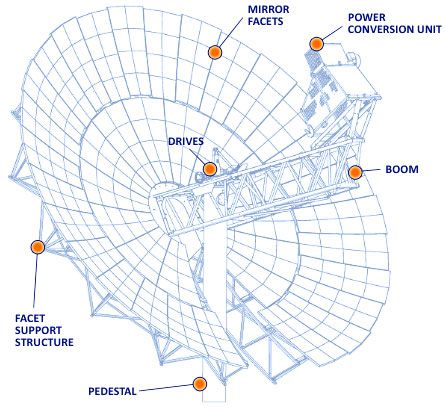 MIRROR
FACETS
POWER
CONVERSION UNIT
DRIVES
BOOM
FACET
SUPPORT
STRUCTURE
PEDESTAL